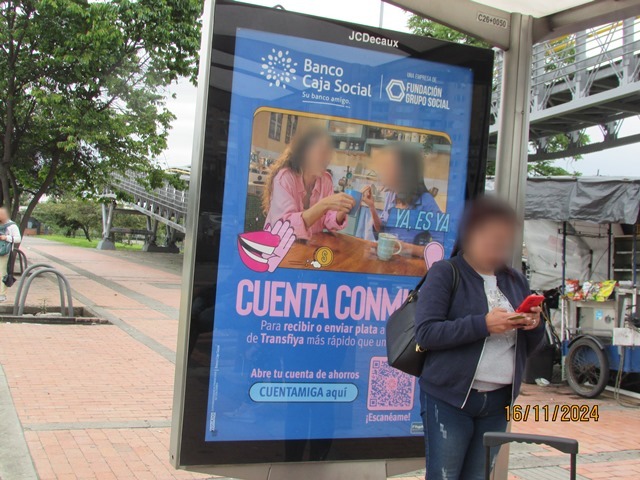 C26+0050
JCDecaux
Banco
Caja Social
Su banco amigo.
UNA EMPRESA DE
FUNDACIÓN
GRUPO SOCIAL
YA, ES YA
CUENTA CONMI
Para recibir o enviar plata a
de Transfiya más rápido que un
Abre tu cuenta de ahorros
CUENTAMIGA aquí
¡Escanéame!
16/11/2024